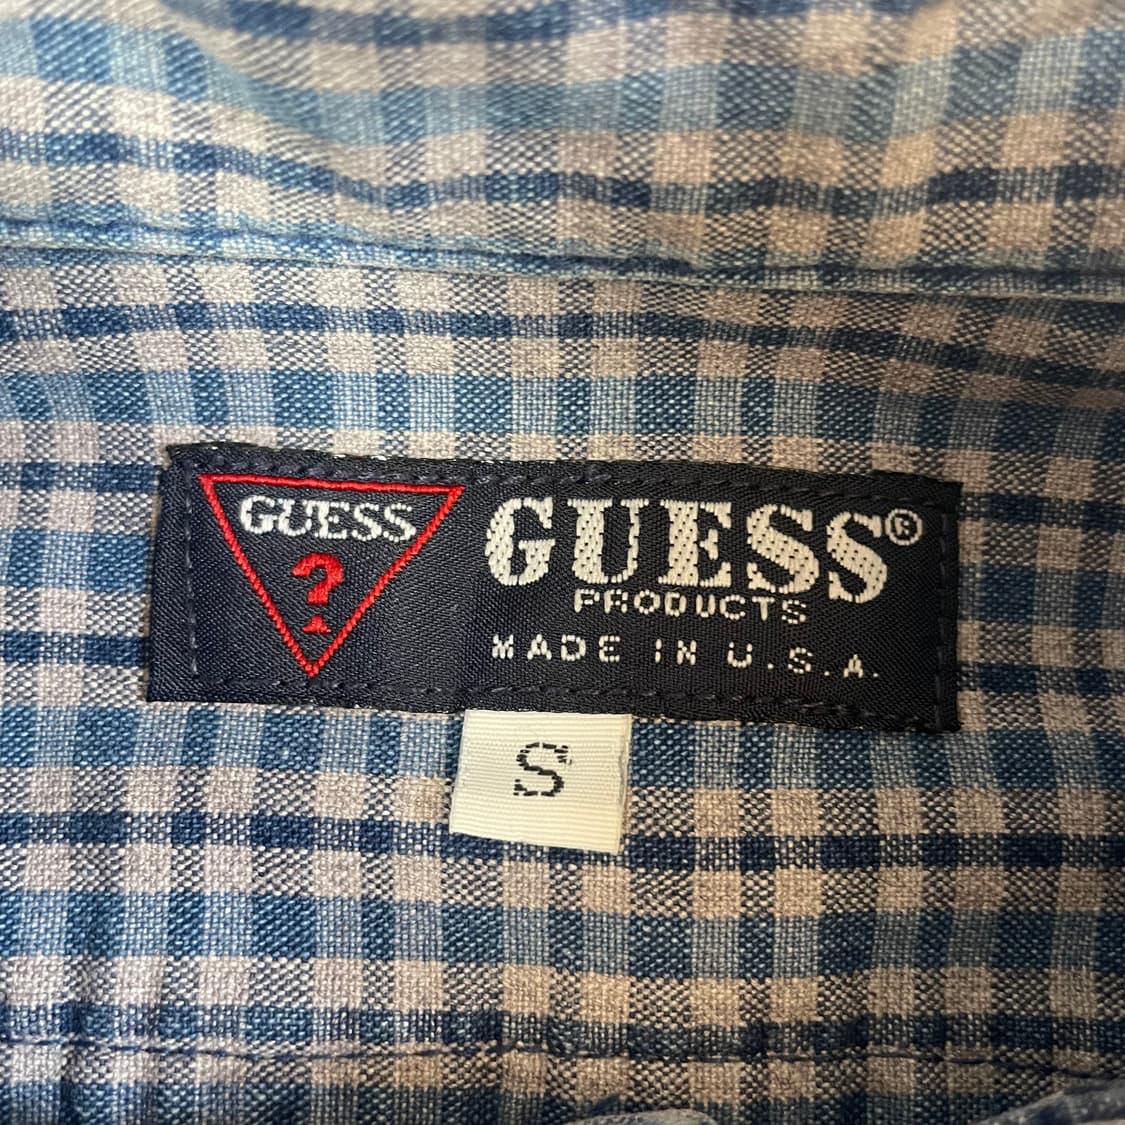 GUESS
?
GUESS®
PRODUCTS
MADE IN U.S.A.
S